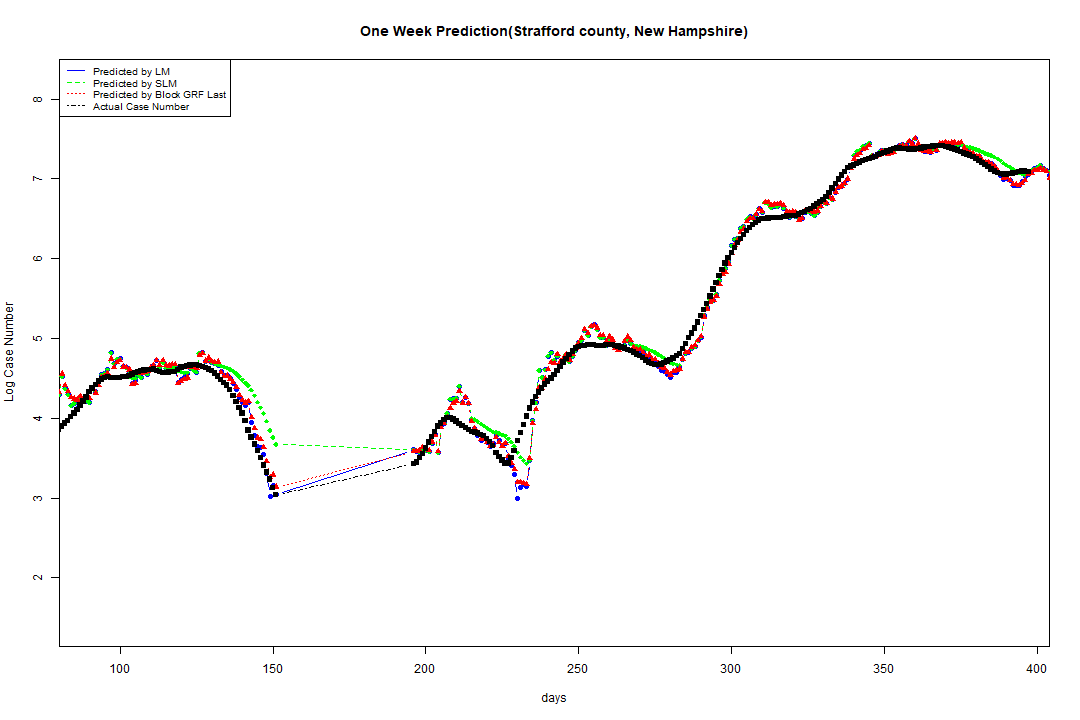 One Week Prediction(Strafford county, New Hampshire)
Predicted by LM
Predicted by SLM
Predicted by Block GRF Last
Actual Case Number
8
7
6
5
4
3
2
Log Case Number
100 150 200 250 300 350 400
days